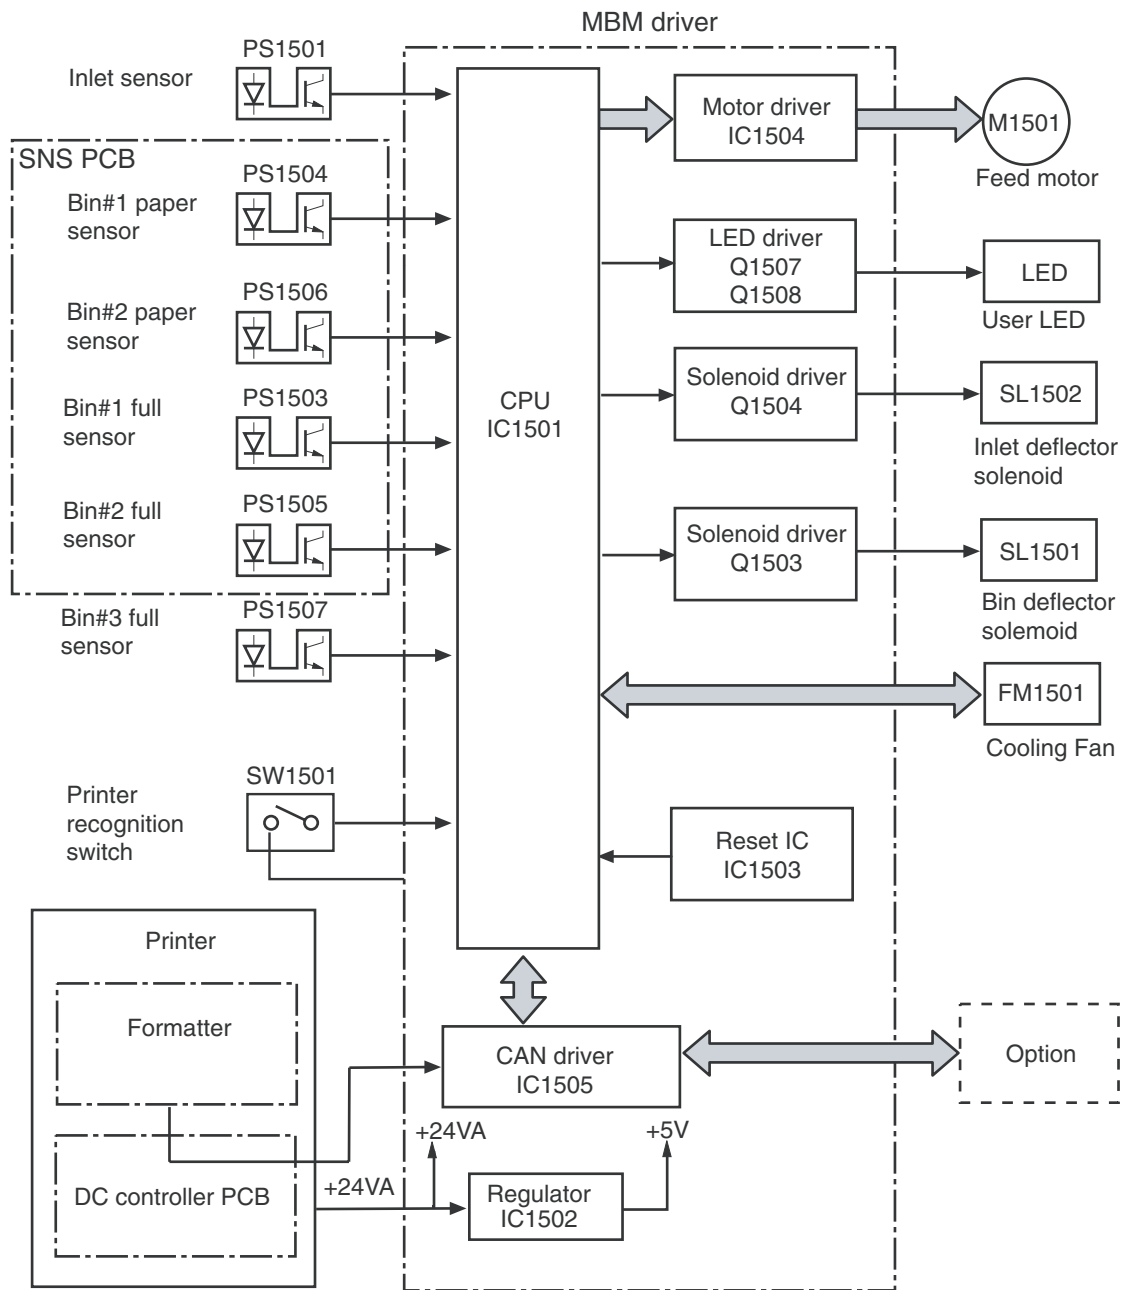 MBM driver
PS1501
Inlet sensor
SNS PCB
PS1504
Bin#1 paper
sensor
PS1506
Bin#2 paper
sensor
PS1503
Bin#1 full
sensor
PS1505
Bin#2 full
sensor
PS1507
Bin#3 full
sensor
SW1501
Printer
recognition
switch
CPU
IC1501
Motor driver
IC1504
M1501
Feed motor
LED driver
Q1507
Q1508
LED
User LED
Solenoid driver
Q1504
SL1502
Inlet deflector
solenoid
Solenoid driver
Q1503
SL1501
Bin deflector
solemoid
FM1501
Cooling Fan
Reset IC
IC1503
Printer
Formatter
DC controller PCB
CAN driver
IC1505
Option
+24VA
+24VA
+5V
Regulator
IC1502